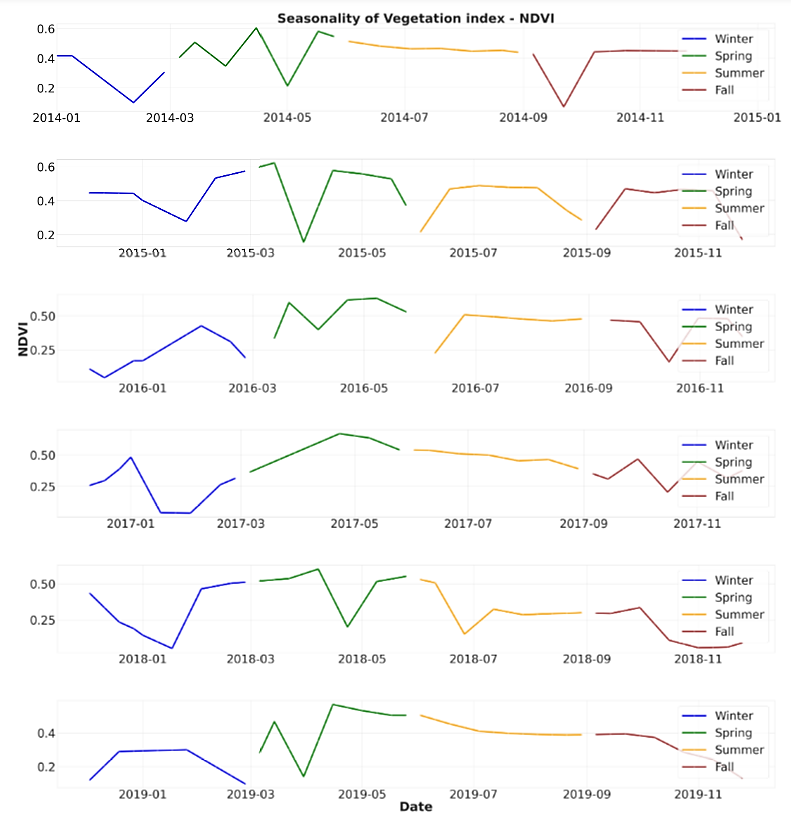 Seasonality of Vegetation index - NDVI
0.6
0.4
0.2
Winter
Spring
Summer
Fall
2014-01 2014-03 2014-05 2014-07 2014-09 2014-11 2015-01
0.6
0.4
0.2
Winter
Spring
Summer
Fall
2015-01 2015-03 2015-05 2015-07 2015-09 2015-11
NDVI
0.50
0.25
Winter
Spring
Summer
Fall
2016-01 2016-03 2016-05 2016-07 2016-09 2016-11
0.50
0.25
Winter
Spring
Summer
Fall
2017-01 2017-03 2017-05 2017-07 2017-09 2017-11
0.50
0.25
Winter
Spring
Summer
Fall
2018-01 2018-03 2018-05 2018-07 2018-09 2018-11
0.4
0.2
Winter
Spring
Summer
Fall
2019-01 2019-03 2019-05 2019-07 2019-09 2019-11
Date